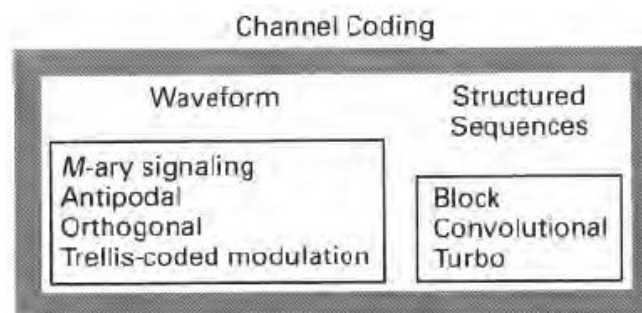 Channel Coding
Waveform
M-ary signaling
Antipodal
Orthogonal
Trellis-coded modulation
Structured
Sequences
Block
Convolutional
Turbo